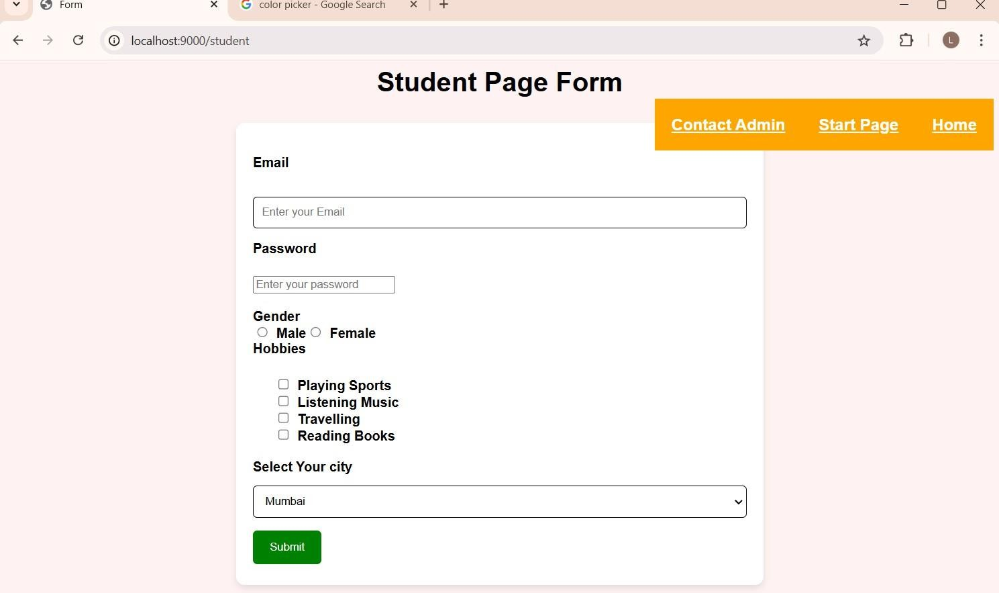 Form
color picker - Google Search
localhost:9000/student
L
Student Page Form
Contact Admin Start Page Home
Email
Enter your Email
Password
Enter your password
Gender
Male Female
Hobbies
Playing Sports
Listening Music
Travelling
Reading Books
Select Your city
Mumbai
Submit